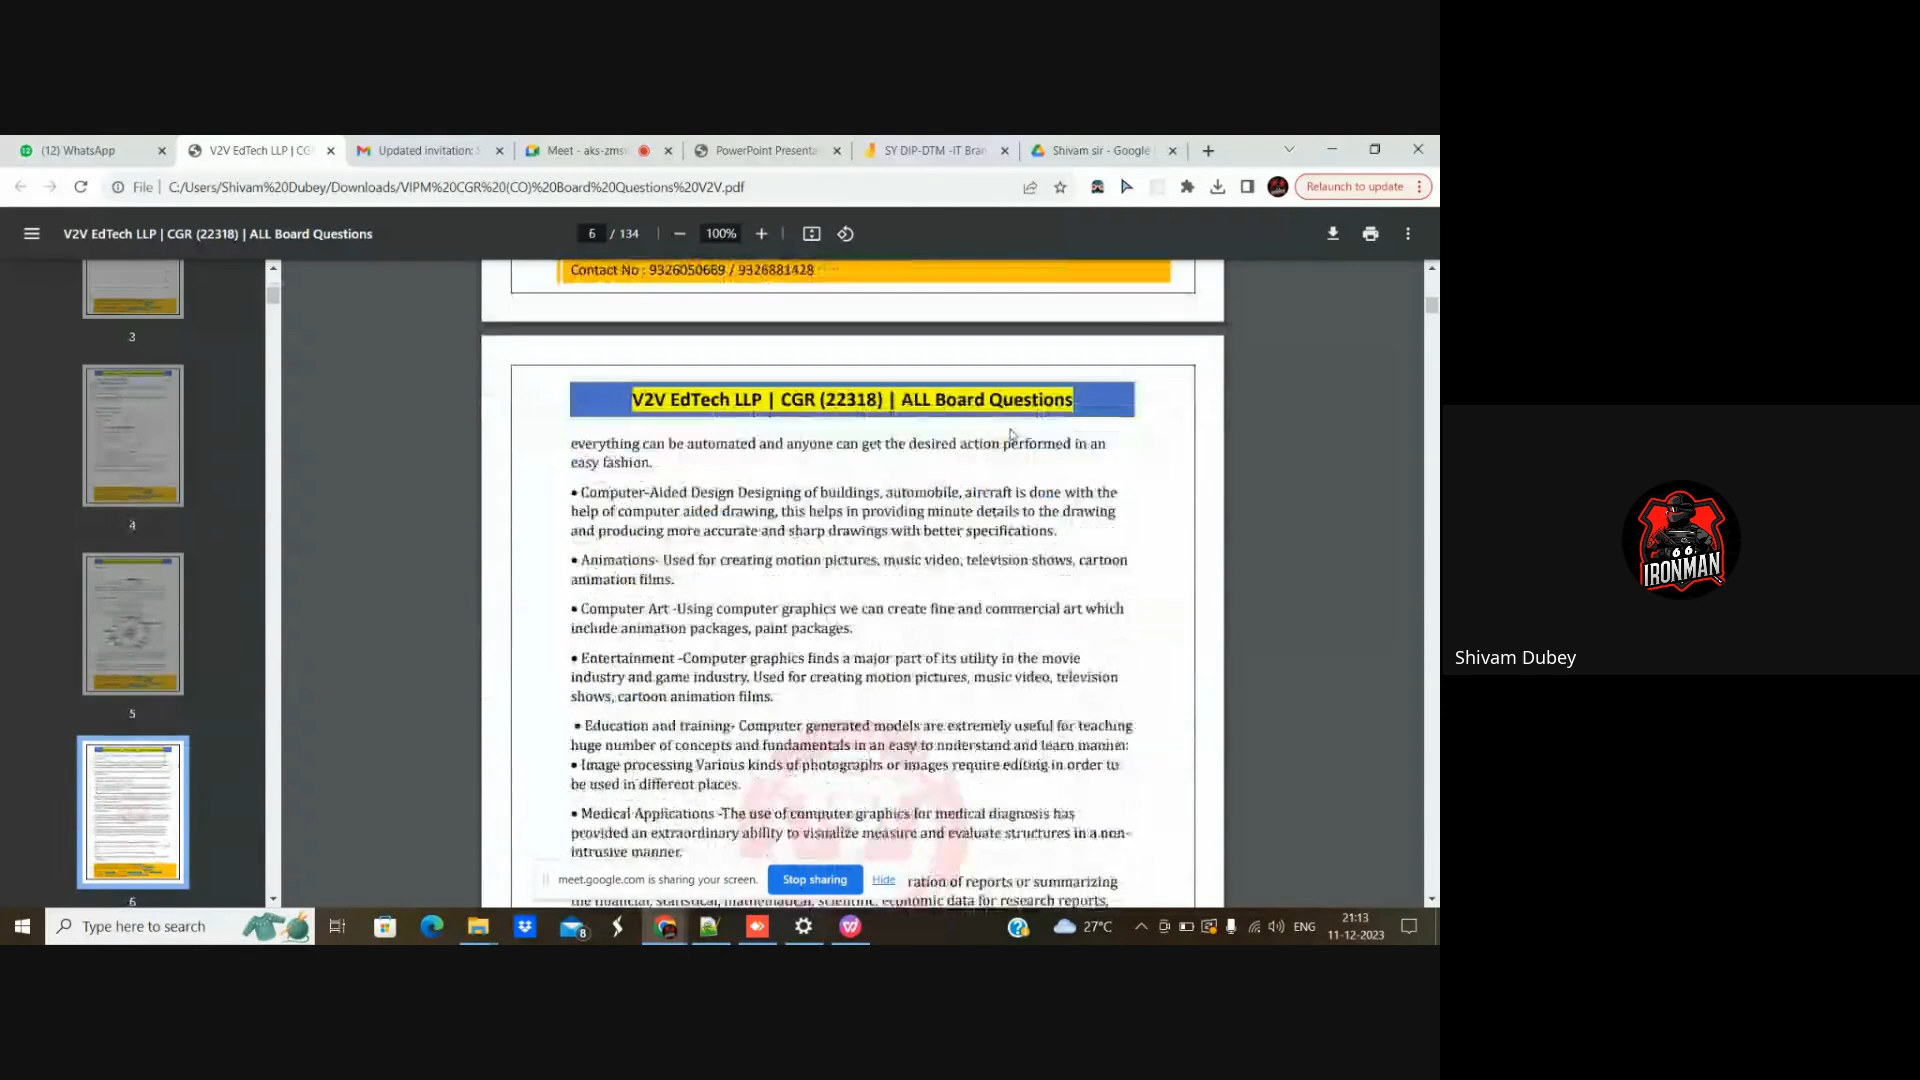 (12) WhatsApp
V2V EdTech LLP | CG
Updated invitation:
Meet - aks-zms
PowerPoint Presenta
SY DIP-DTM -IT Bran
Shivam sir - Google
File
C:/Users/Shivam%20Dubey/Downloads/VIPM%20CGR%20(CO)%20Board%20Questions%20V2V.pdf
Relaunch to update
V2V EdTech LLP | CGR (22318) | ALL Board Questions
6 / 134
100%
3
4
5
6
Contact No : 9326050669 / 9326881428
V2V EdTech LLP | CGR (22318) | ALL Board Questions
everything can be automated and anyone can get the desired action performed in an
easy fashion.
• Computer-Aided Design Designing of buildings, automobile, aircraft is done with the
help of computer aided drawing, this helps in providing minute details to the drawing
and producing more accurate and sharp drawings with better specifications.
• Animations- Used for creating motion pictures, music video, television shows, cartoon
animation films.
• Computer Art -Using computer graphics we can create fine and commercial art which
include animation packages, paint packages.
• Entertainment -Computer graphics finds a major part of its utility in the movie
industry and game industry. Used for creating motion pictures, music video, television
shows, cartoon animation films.
• Education and training- Computer generated models are extremely useful for teaching
huge number of concepts and fundamentals in an easy to understand and learn manner.
• Image processing Various kinds of photographs or images require editing in order to
be used in different places.
• Medical Applications -The use of computer graphics for medical diagnosis has
provided an extraordinary ability to visualize measure and evaluate structures in a non-
intrusive manner.
ration of reports or summarizing
the financial, statistical, mathematical, scientific, economic data for research reports,
meet.google.com is sharing your screen.
Stop sharing
Hide
Type here to search
8
27°C
ENG
21:13
11-12-2023
66
IRONMAN
Shivam Dubey